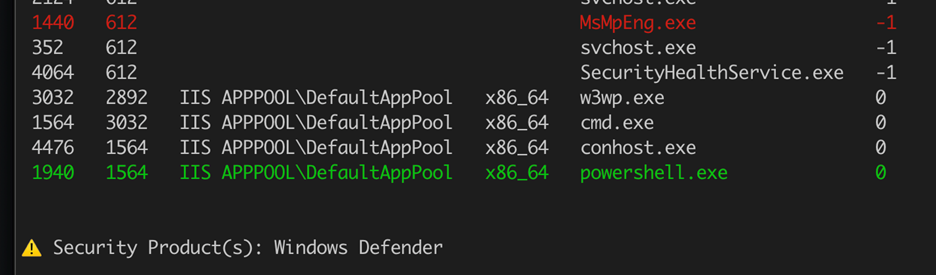 2124 612 svchost.exe -1
1440 612 MsMpEng.exe -1
352 612 svchost.exe -1
4064 612 SecurityHealthService.exe -1
3032 2892 IIS APPPOOL\DefaultAppPool x86_64 w3wp.exe 0
1564 3032 IIS APPPOOL\DefaultAppPool x86_64 cmd.exe 0
4476 1564 IIS APPPOOL\DefaultAppPool x86_64 conhost.exe 0
1940 1564 IIS APPPOOL\DefaultAppPool x86_64 powershell.exe 0
Security Product(s): Windows Defender